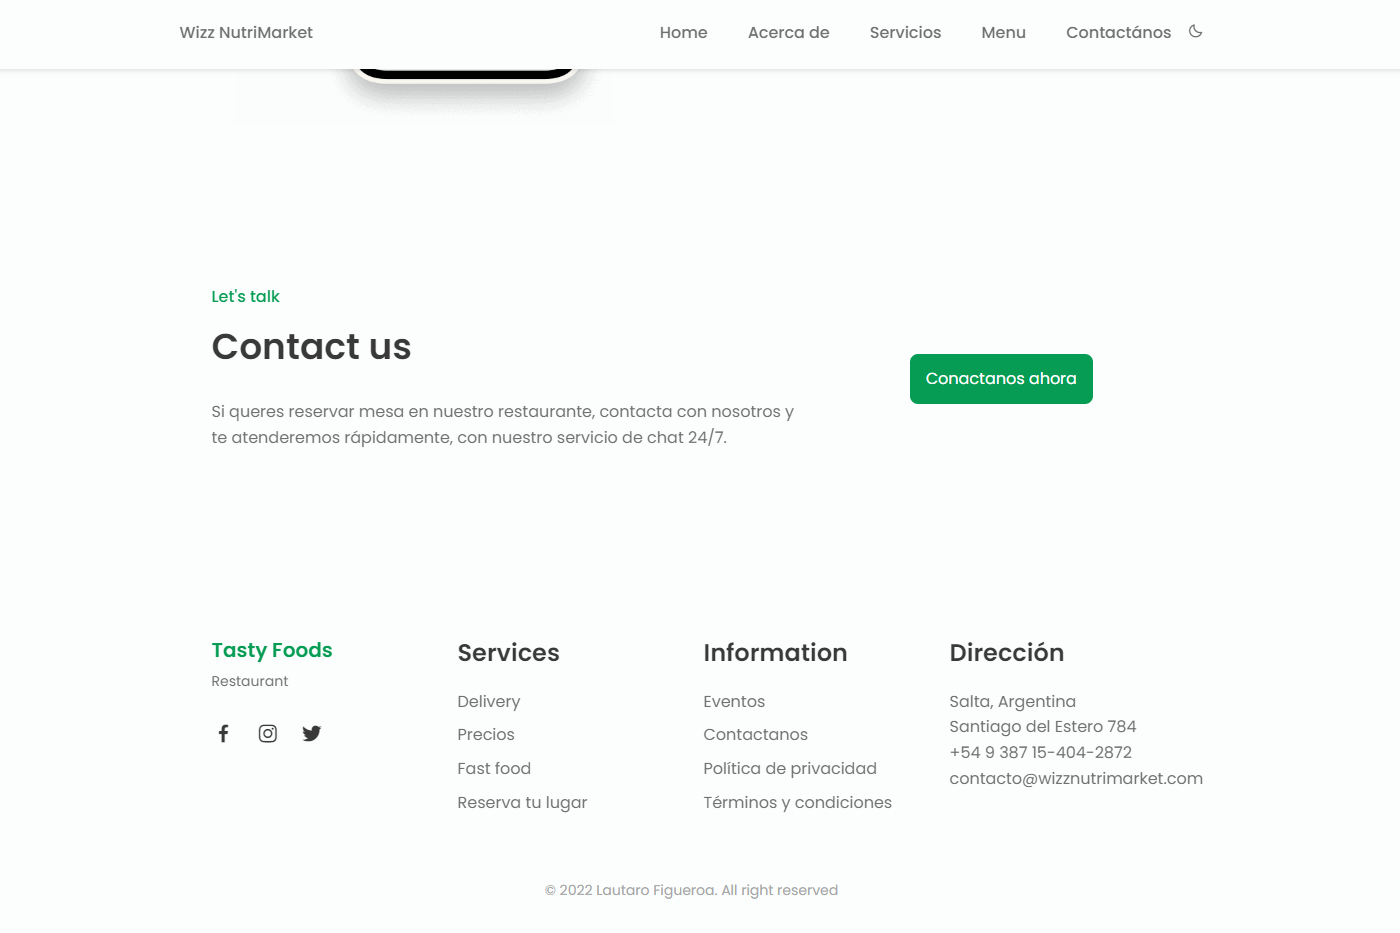 Wizz NutriMarket
Home
Acerca de
Servicios
Menu
Contactános
Let's talk
Contact us
Si queres reservar mesa en nuestro restaurante, contacta con nosotros y
te atenderemos rápidamente, con nuestro servicio de chat 24/7.
Conactanos ahora
Tasty Foods
Restaurant
Services
Delivery
Precios
Fast food
Reserva tu lugar
Information
Eventos
Contactanos
Política de privacidad
Términos y condiciones
Dirección
Salta, Argentina
Santiago del Estero 784
+54 9 387 15-404-2872
contacto@wizznutrimarket.com
© 2022 Lautaro Figueroa. All right reserved